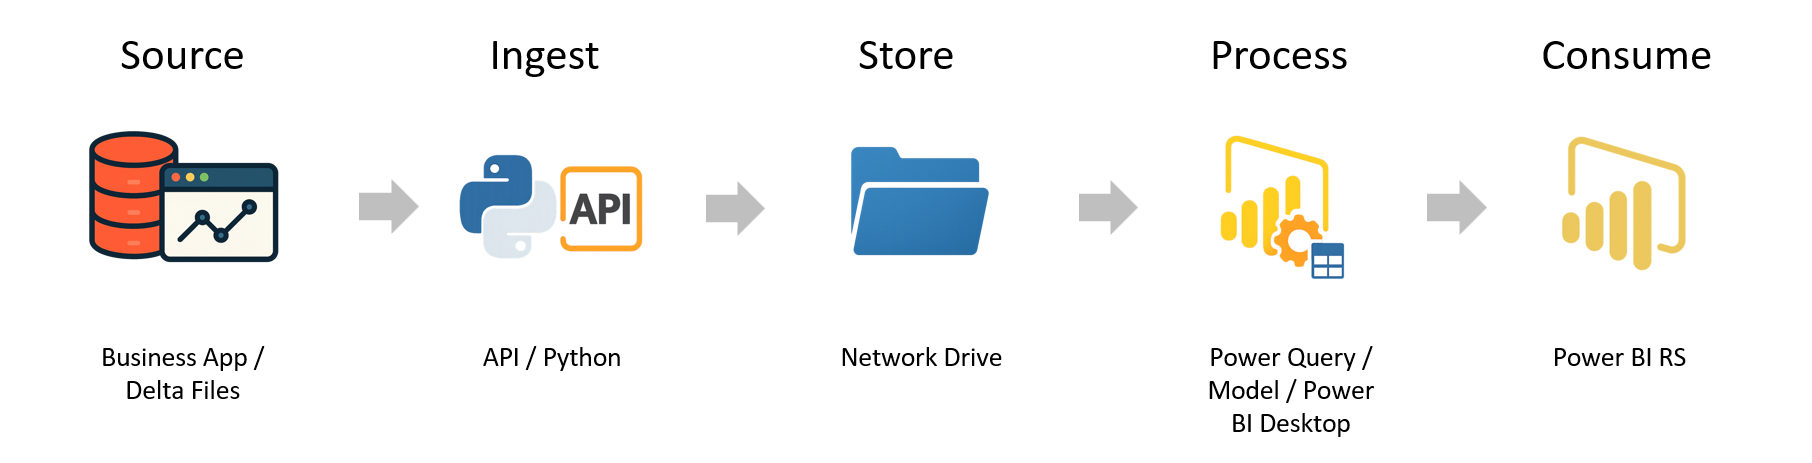 Source
Ingest
Store
Process
Consume
API
Business App /
Delta Files
API / Python
Network Drive
Power Query /
Model / Power
BI Desktop
Power BI RS